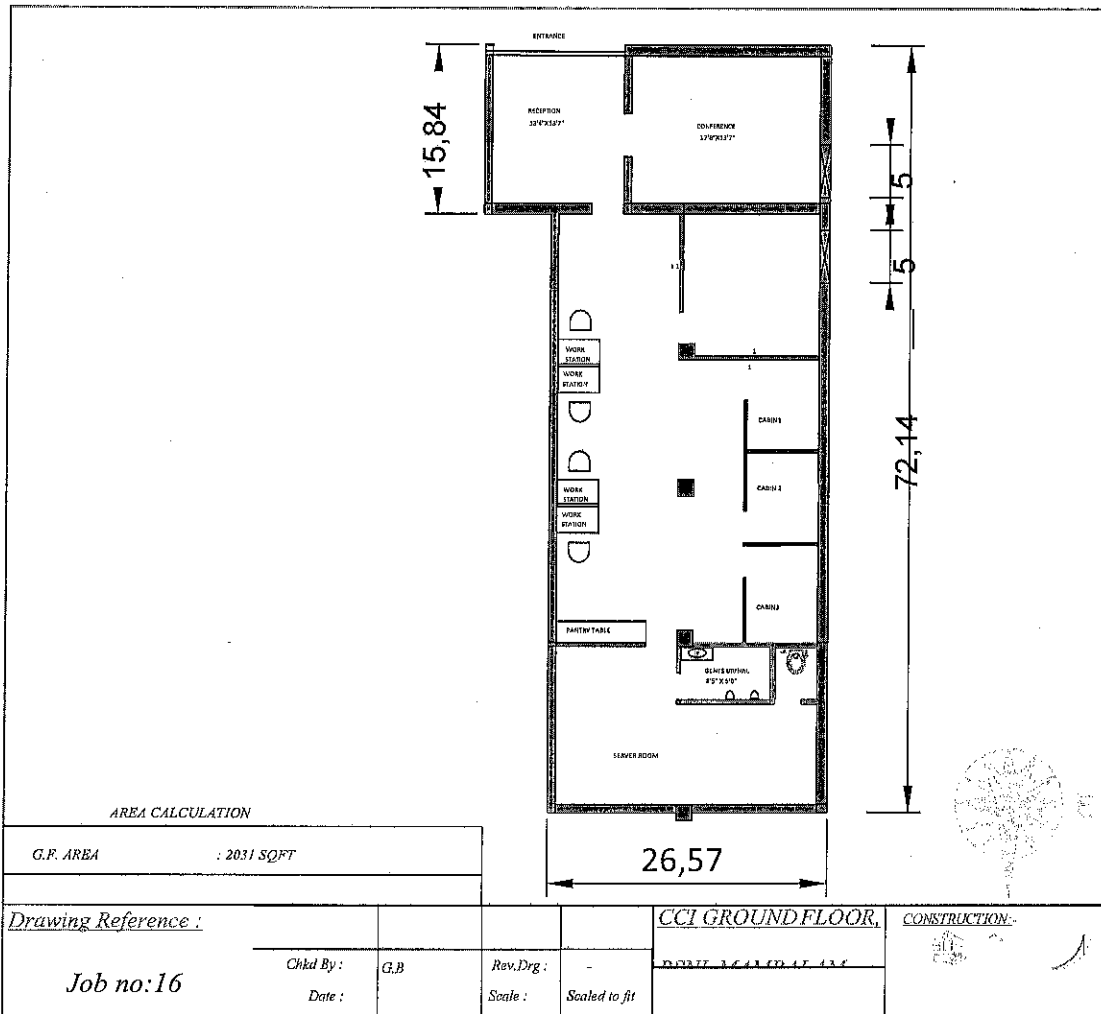 ENTRANCE
RECEPTION
CONFERENCE
15,84
5
5
72,14
WORK
STATION
WORK
STATION
WORK
STATION
WORK
STATION
1
1
CABIN 1
CABIN 2
CABIN3
PANTRY TABLE
SERVER ROOM
26,57
AREA CALCULATION
G.F. AREA : 2031 SQFT
Drawing Reference :
Job no:16
Chkd By : G.B
Date :
Rev.Drg : -
Scale : Scaled to fit
CCI GROUND FLOOR,
CONSTRUCTION:-